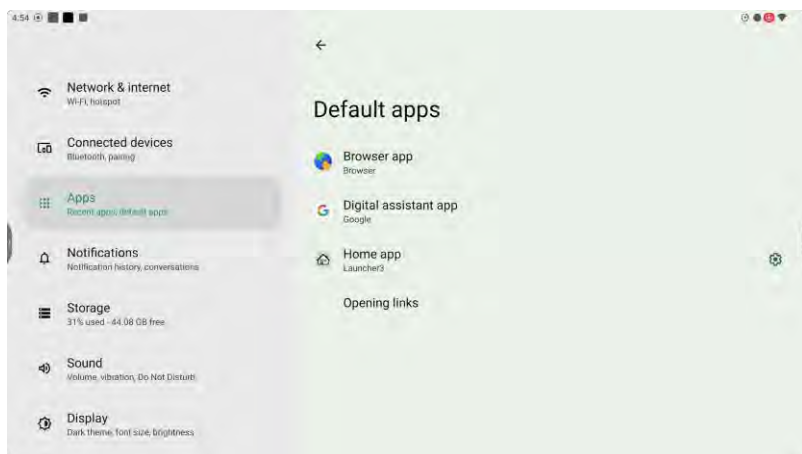 4:54
Network & internet
Wi-Fi, hotspot
Connected devices
Bluetooth, pairing
Apps
Recent apps, default apps
Notifications
Notification history, conversations
Storage
31% used - 44.08 GB free
Sound
Volume, vibration, Do Not Disturb
Display
Dark theme, font size, brightness
Default apps
Browser app
Browser
Digital assistant app
Google
Home app
Launcher3
Opening links